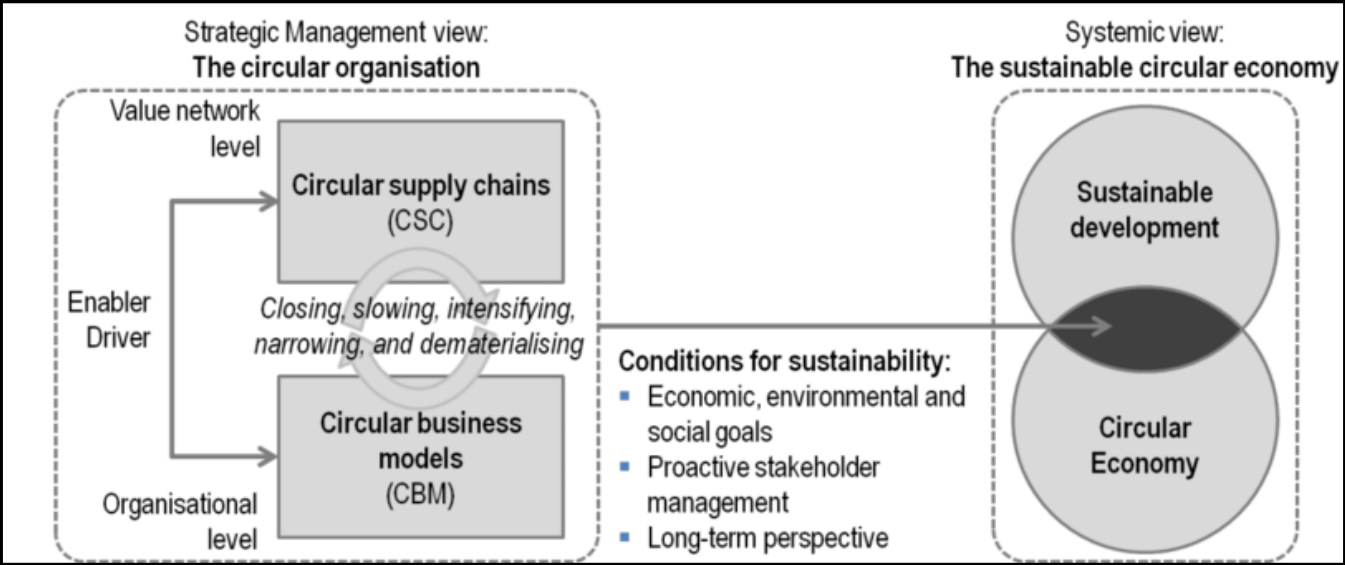 Strategic Management view:
The circular organisation
Value network
level
Circular supply chains
(CSC)
Enabler
Driver
Closing, slowing, intensifying,
narrowing, and dematerialising
Circular business
models
(CBM)
Organisational
level
Conditions for sustainability:
▪ Economic, environmental and
social goals
▪ Proactive stakeholder
management
▪ Long-term perspective
Systemic view:
The sustainable circular economy
Sustainable
development
Circular
Economy